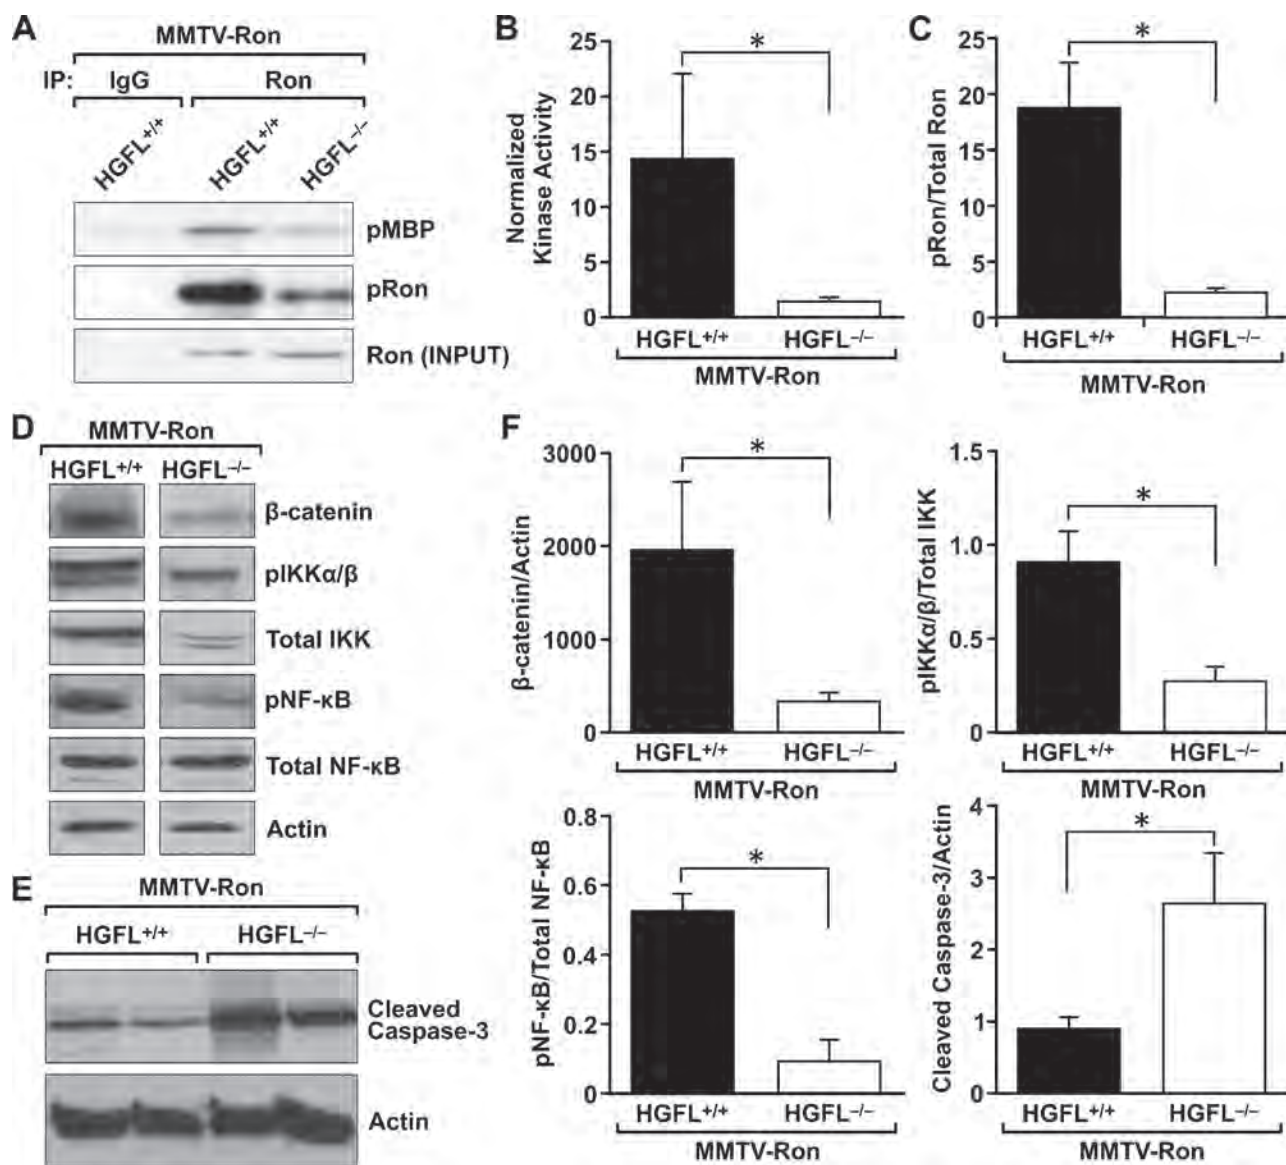 A
MMTV-Ron
IP: IgG Ron
HGFL+/+ HGFL+/+ HGFL−/−
pMBP
pRon
Ron (INPUT)
B
Normalized
Kinase Activity
25
20
15
10
5
0
*
HGFL+/+ HGFL−/−
MMTV-Ron
C
pRon/Total Ron
25
20
15
10
5
0
*
HGFL+/+ HGFL−/−
MMTV-Ron
D
MMTV-Ron
HGFL+/+ HGFL−/−
β-catenin
pIKKα/β
Total IKK
pNF-κB
Total NF-κB
Actin
E
MMTV-Ron
HGFL+/+ HGFL−/−
Cleaved
Caspase-3
Actin
F
β-catenin/Actin
3000
2000
1000
0
*
HGFL+/+ HGFL−/−
MMTV-Ron
pIKKα/β/Total IKK
1.5
1.0
0.5
0
*
HGFL+/+ HGFL−/−
MMTV-Ron
pNF-κB/Total NF-κB
0.8
0.6
0.4
0.2
0
*
HGFL+/+ HGFL−/−
MMTV-Ron
Cleaved Caspase-3/Actin
4
3
2
1
0
*
HGFL+/+ HGFL−/−
MMTV-Ron